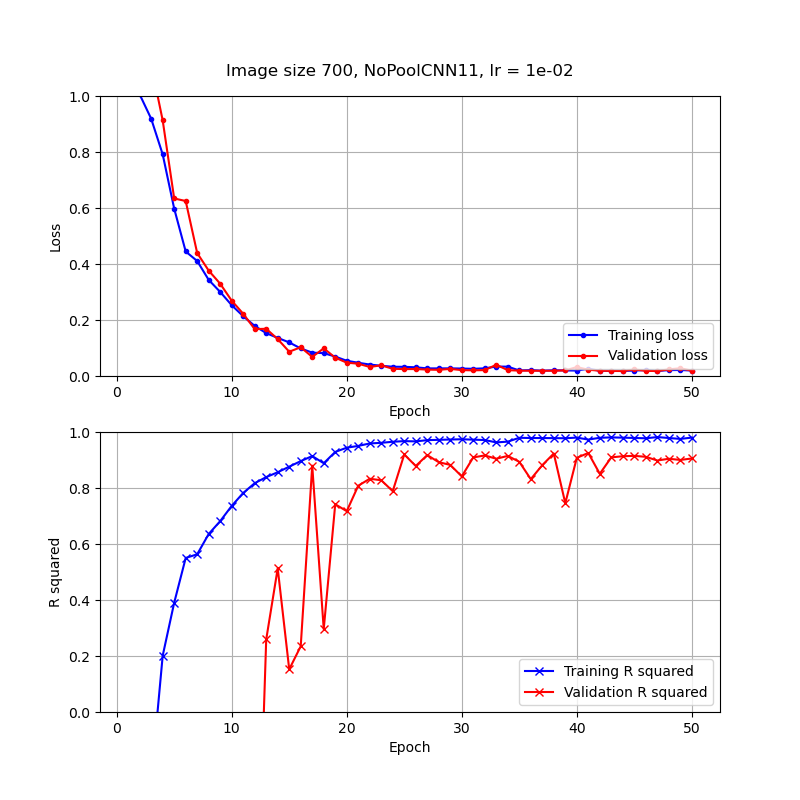 Image size 700, NoPoolCNN11, lr = 1e-02
1.0
0.8
0.6
0.4
0.2
0.0
Loss
Training loss
Validation loss
0
10
20
30
40
50
Epoch
1.0
0.8
0.6
0.4
0.2
0.0
R squared
Training R squared
Validation R squared
0
10
20
30
40
50
Epoch